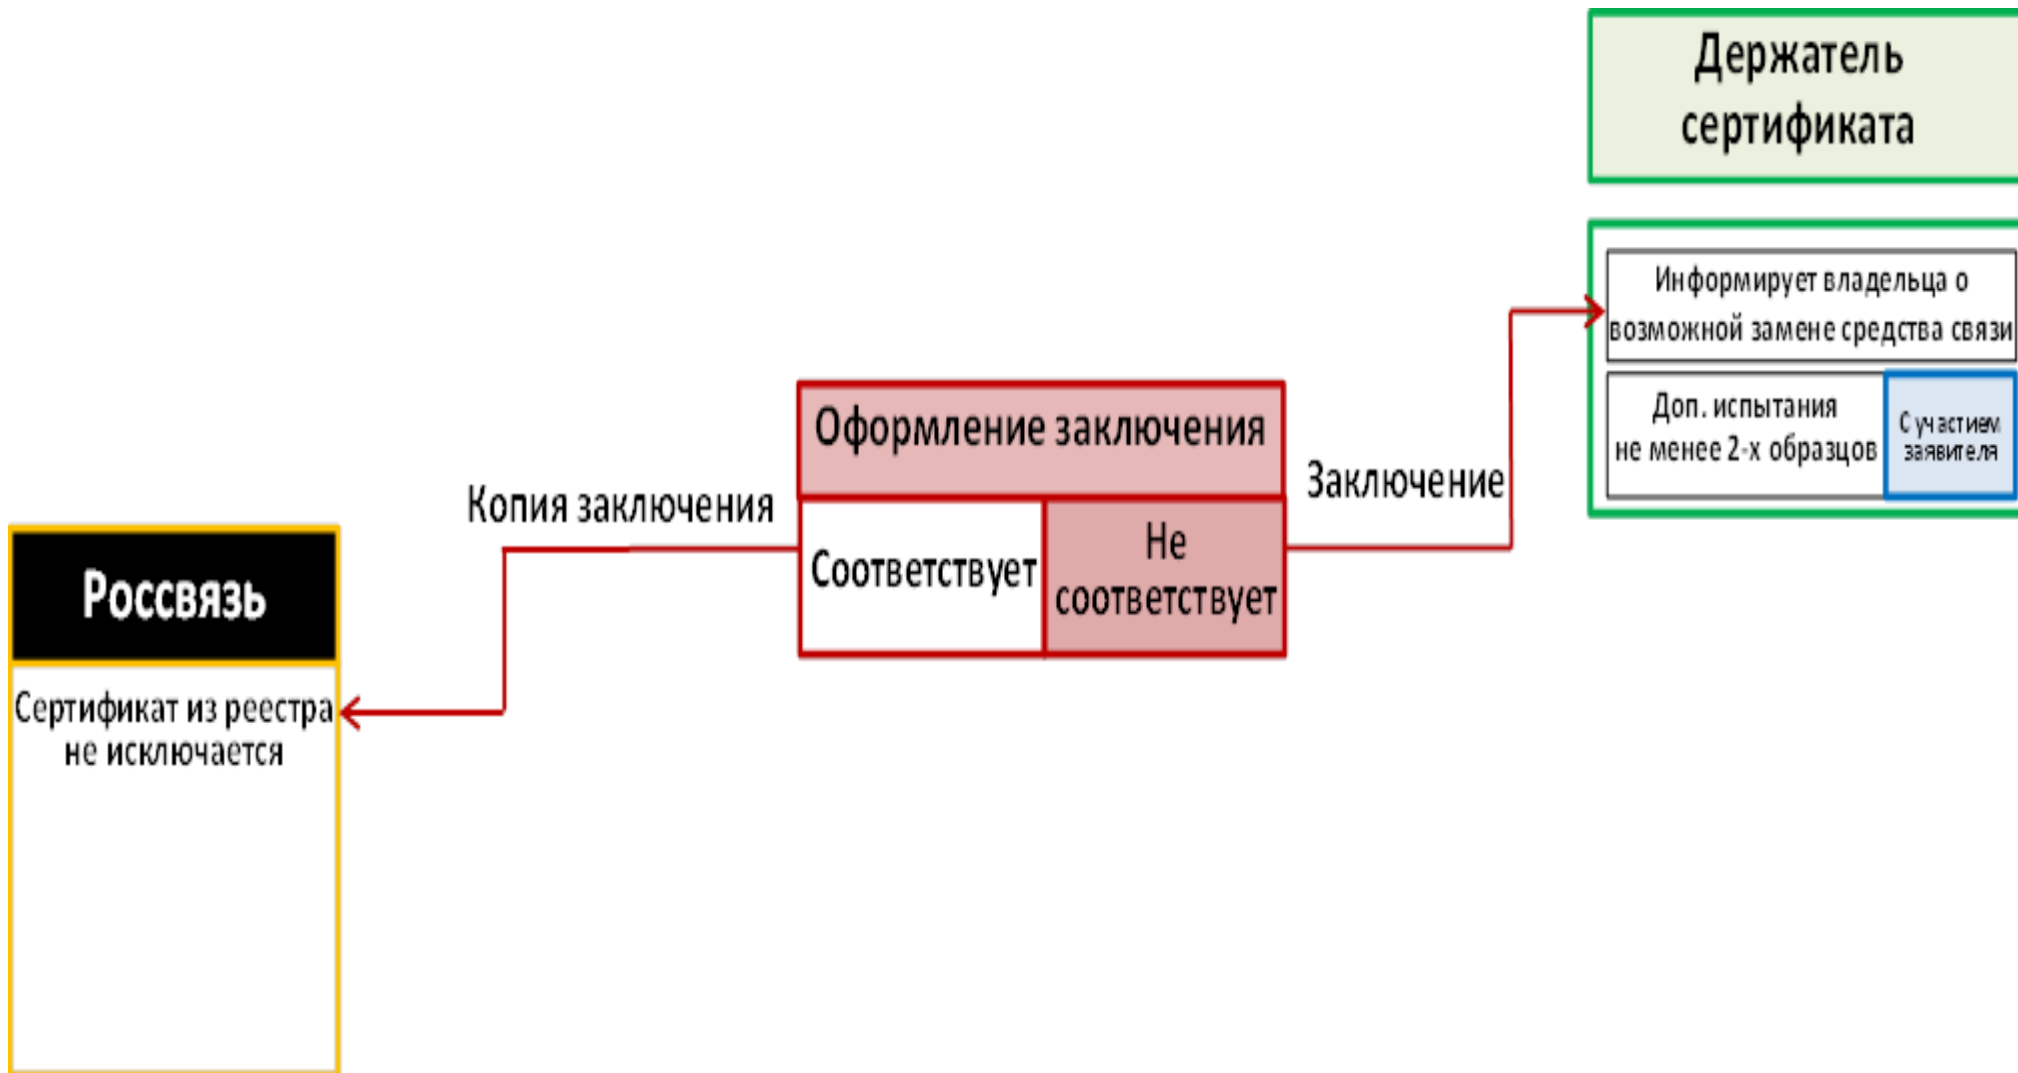 Держатель
сертификата
Информирует владельца о
возможной замене средства связи
Доп. испытания
не менее 2-х образцов
С участием
заявителя
Оформление заключения
Соответствует
Не
соответствует
Заключение
Копия заключения
Россвязь
Сертификат из реестра
не исключается